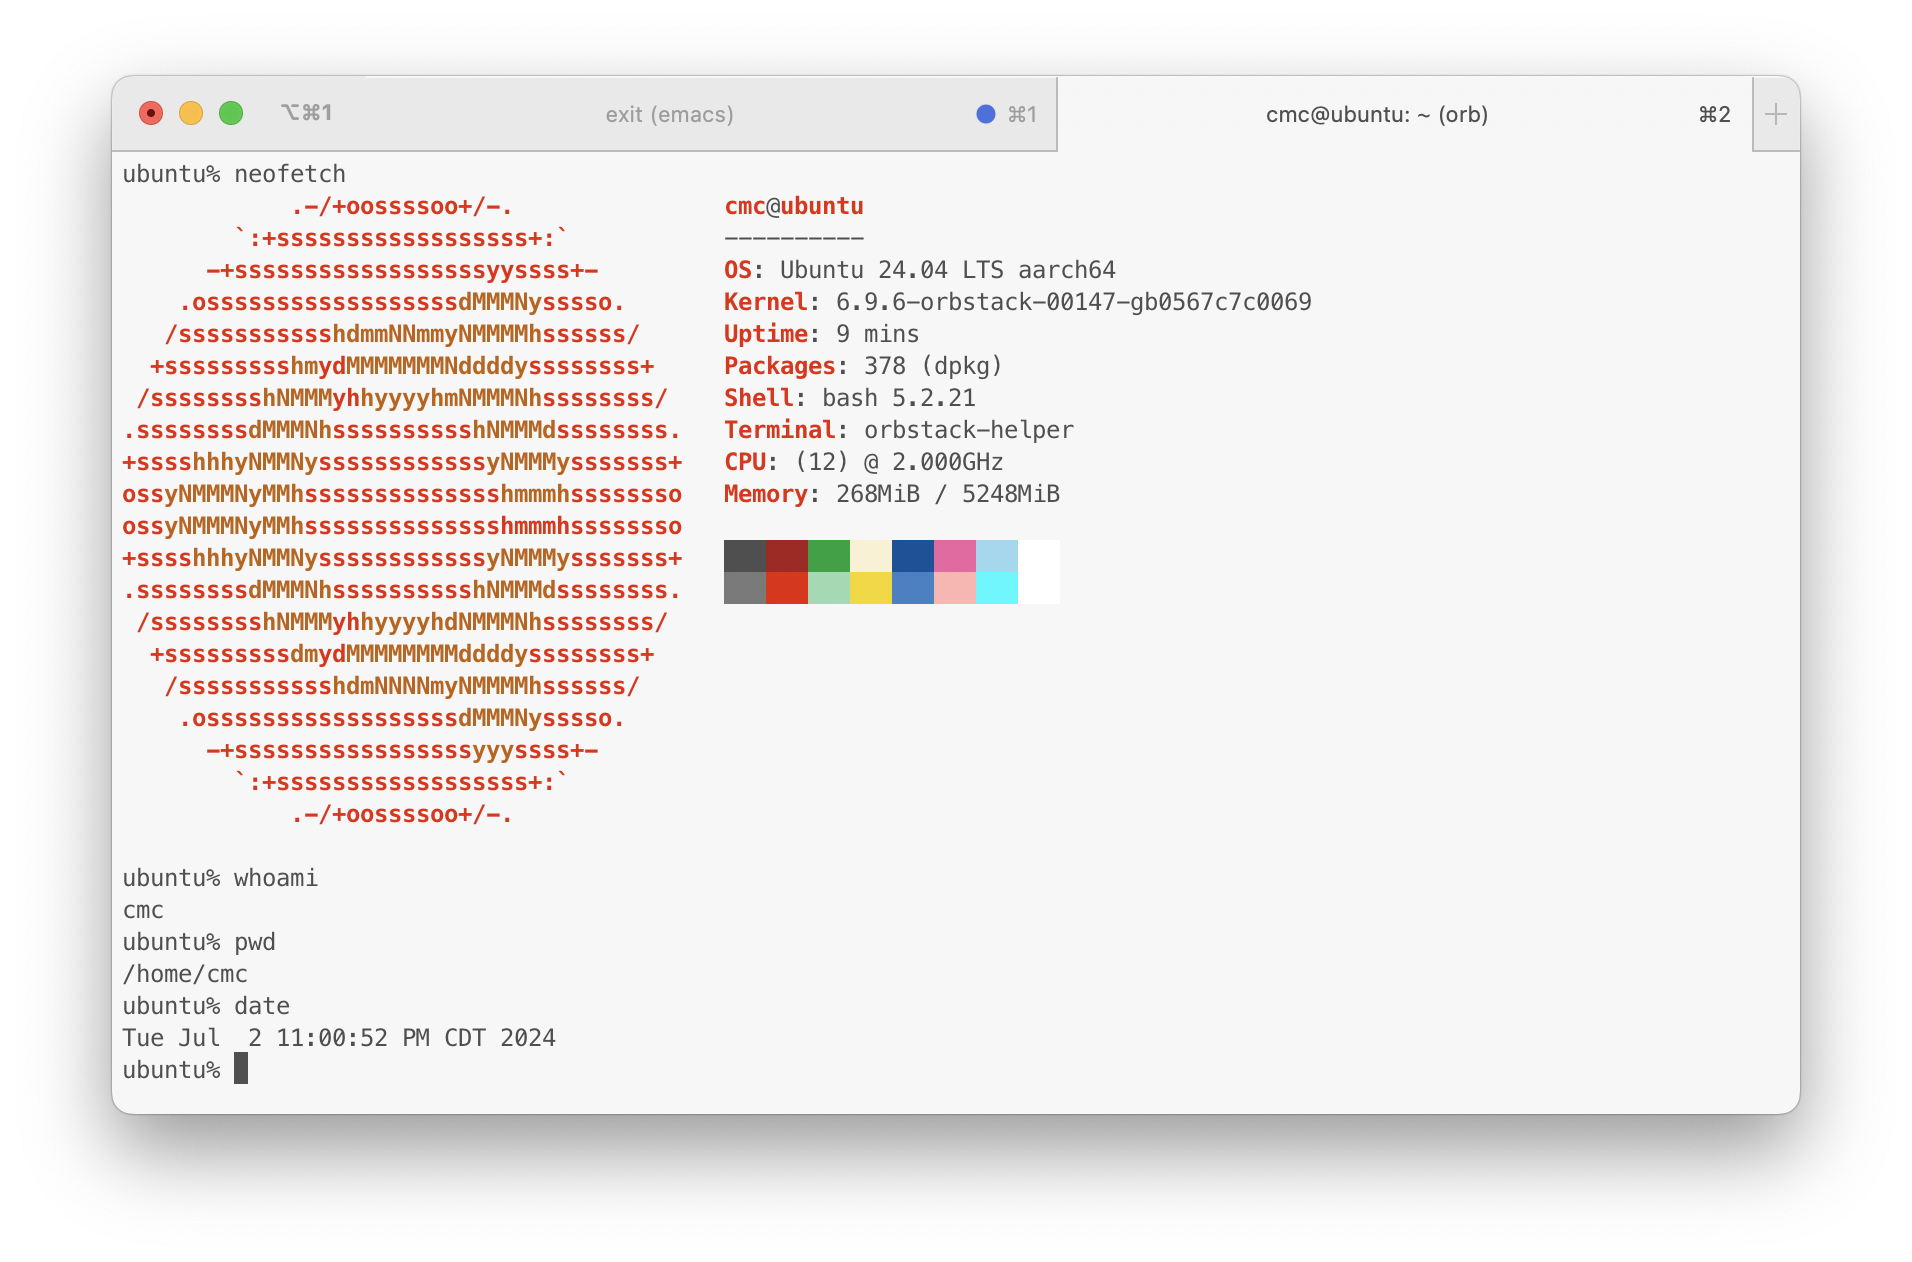 ⌥⌘1 exit (emacs) ⌘1 cmc@ubuntu: ~ (orb) ⌘2 +
ubuntu% neofetch
            .-/+oossssoo+/-.               cmc@ubuntu
        `:+ssssssssssssssssss+:`           ----------
      -+ssssssssssssssssssyyssss+-         OS: Ubuntu 24.04 LTS aarch64
    .ossssssssssssssssssdMMMNysssso.       Kernel: 6.9.6-orbstack-00147-gb0567c7c0069
   /ssssssssssshdmmNNmmyNMMMMhssssss/      Uptime: 9 mins
  +ssssssssshmydMMMMMMMNddddyssssssss+     Packages: 378 (dpkg)
 /sssssssshNMMMyhhyyyyhmNMMMNhssssssss/    Shell: bash 5.2.21
.ssssssssdMMMNhsssssssssshNMMMdssssssss.   Terminal: orbstack-helper
+sssshhhyNMMNyssssssssssssyNMMMysssssss+   CPU: (12) @ 2.000GHz
ossyNMMMNyMMhsssssssssssssshmmmhssssssso   Memory: 268MiB / 5248MiB
ossyNMMMNyMMhsssssssssssssshmmmhssssssso
+sssshhhyNMMNyssssssssssssyNMMMysssssss+
.ssssssssdMMMNhsssssssssshNMMMdssssssss.
 /sssssssshNMMMyhhyyyyhdNMMMNhssssssss/
  +sssssssssdmydMMMMMMMMddddyssssssss+
   /ssssssssssshdmNNNNmyNMMMMhssssss/
    .ossssssssssssssssssdMMMNysssso.
      -+sssssssssssssssssyyyssss+-
        `:+ssssssssssssssssss+:`
            .-/+oossssoo+/-.
ubuntu% whoami
cmc
ubuntu% pwd
/home/cmc
ubuntu% date
Tue Jul  2 11:00:52 PM CDT 2024
ubuntu%